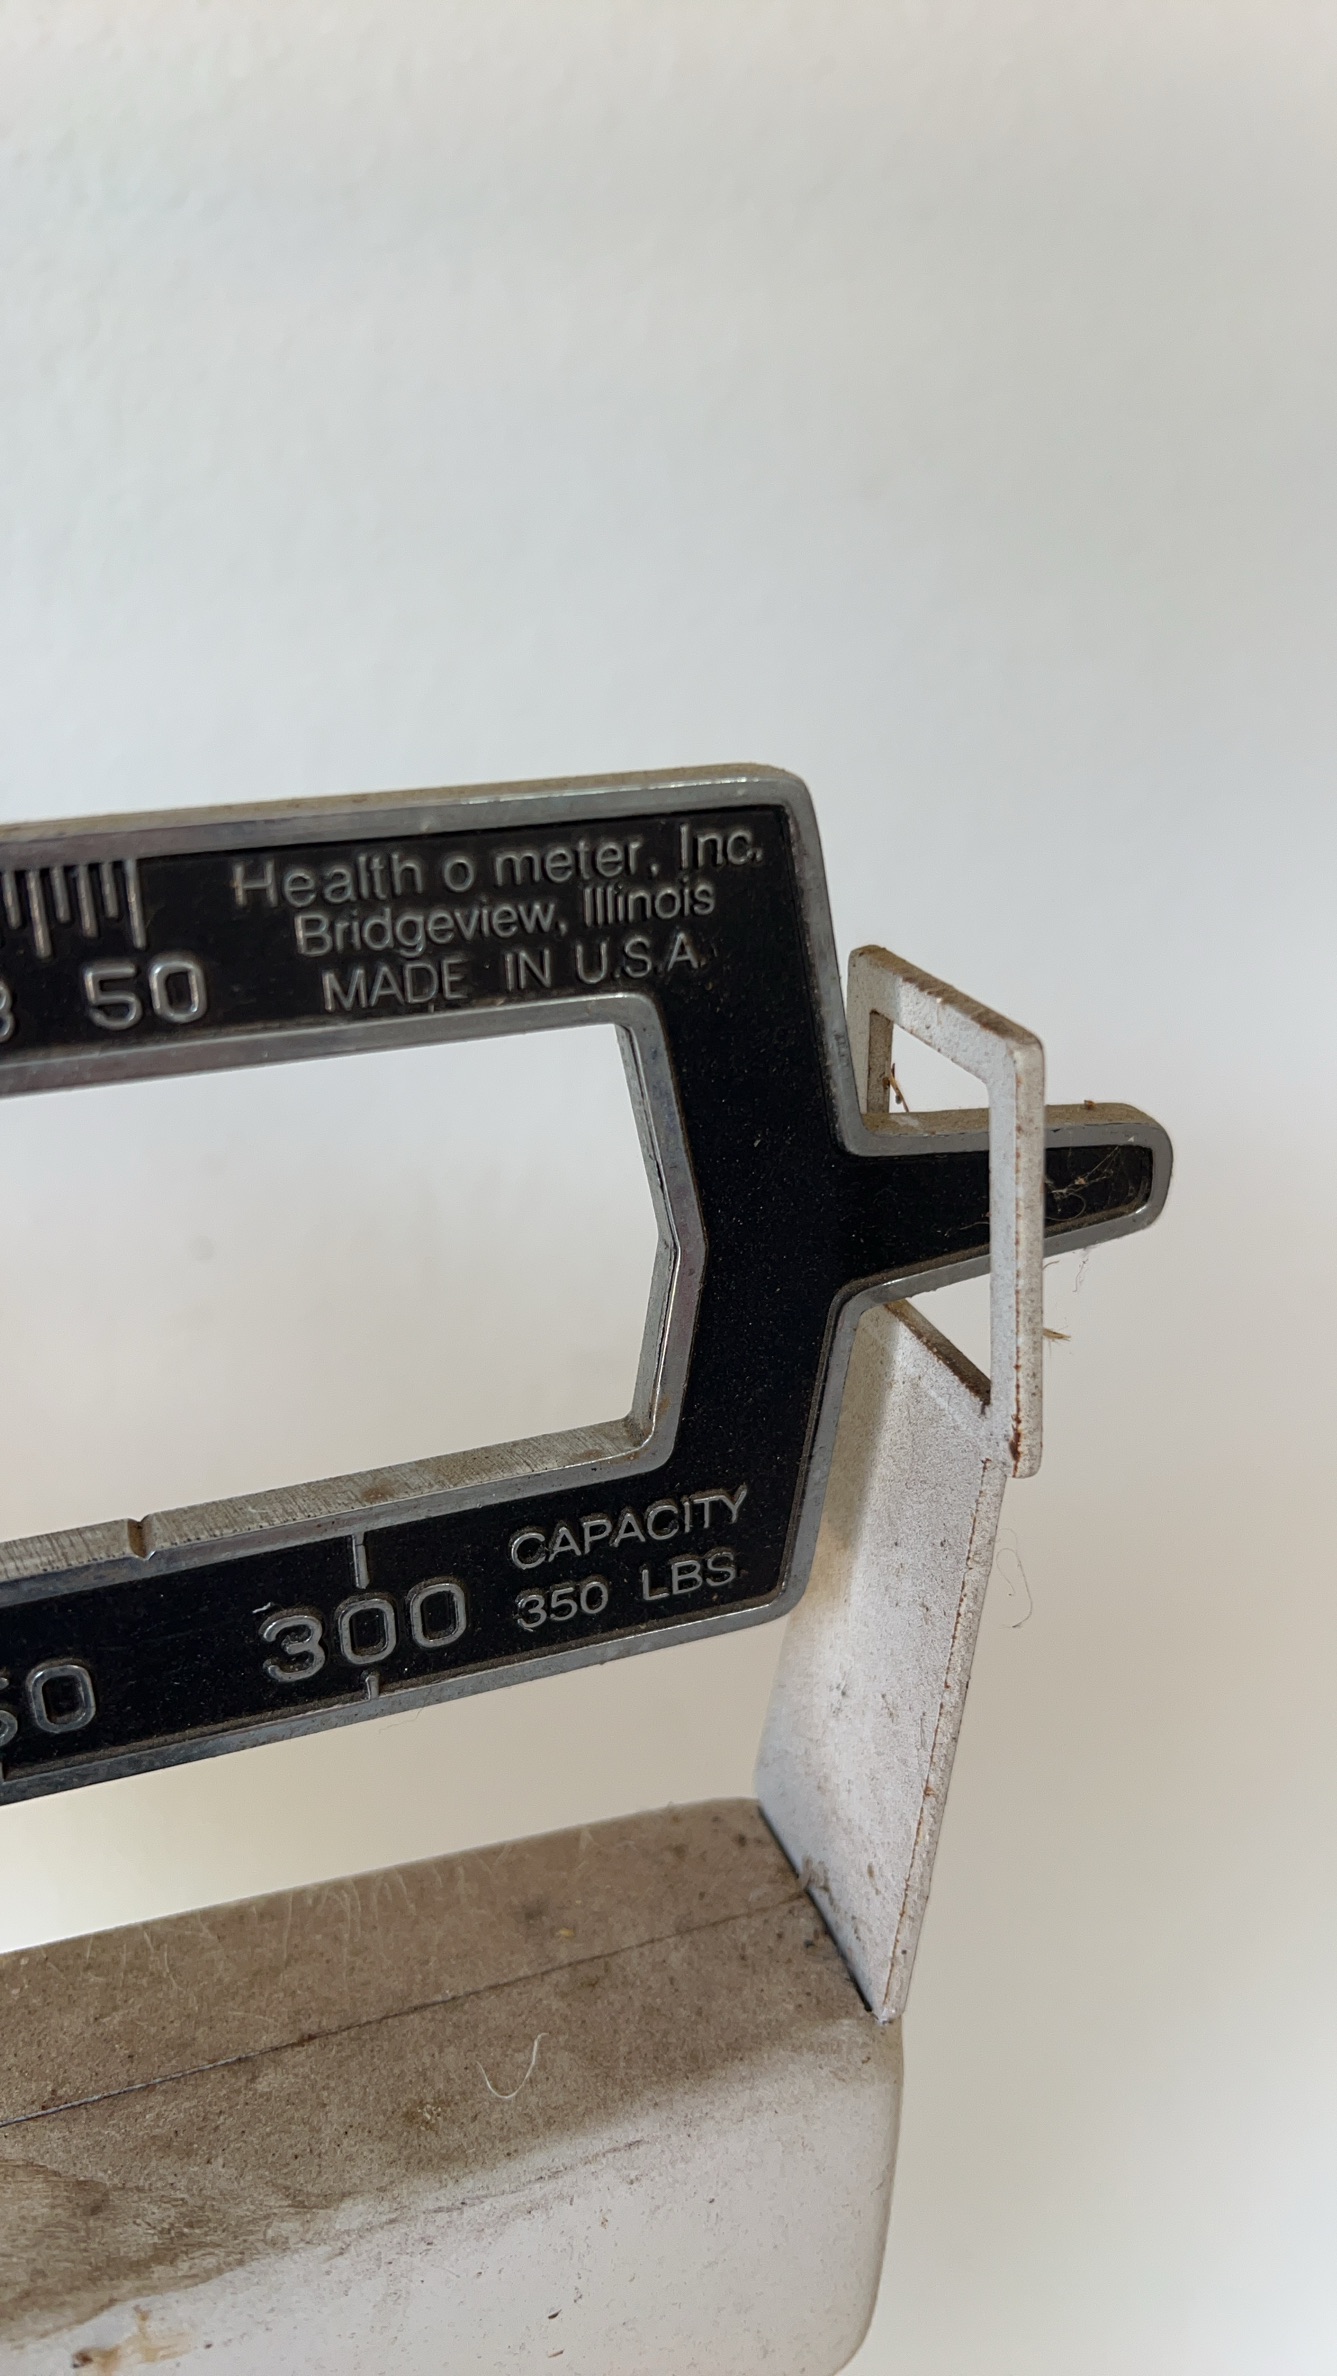 Health o meter, Inc.
Bridgeview, Illinois
MADE IN U.S.A.
50
CAPACITY
350 LBS.
300